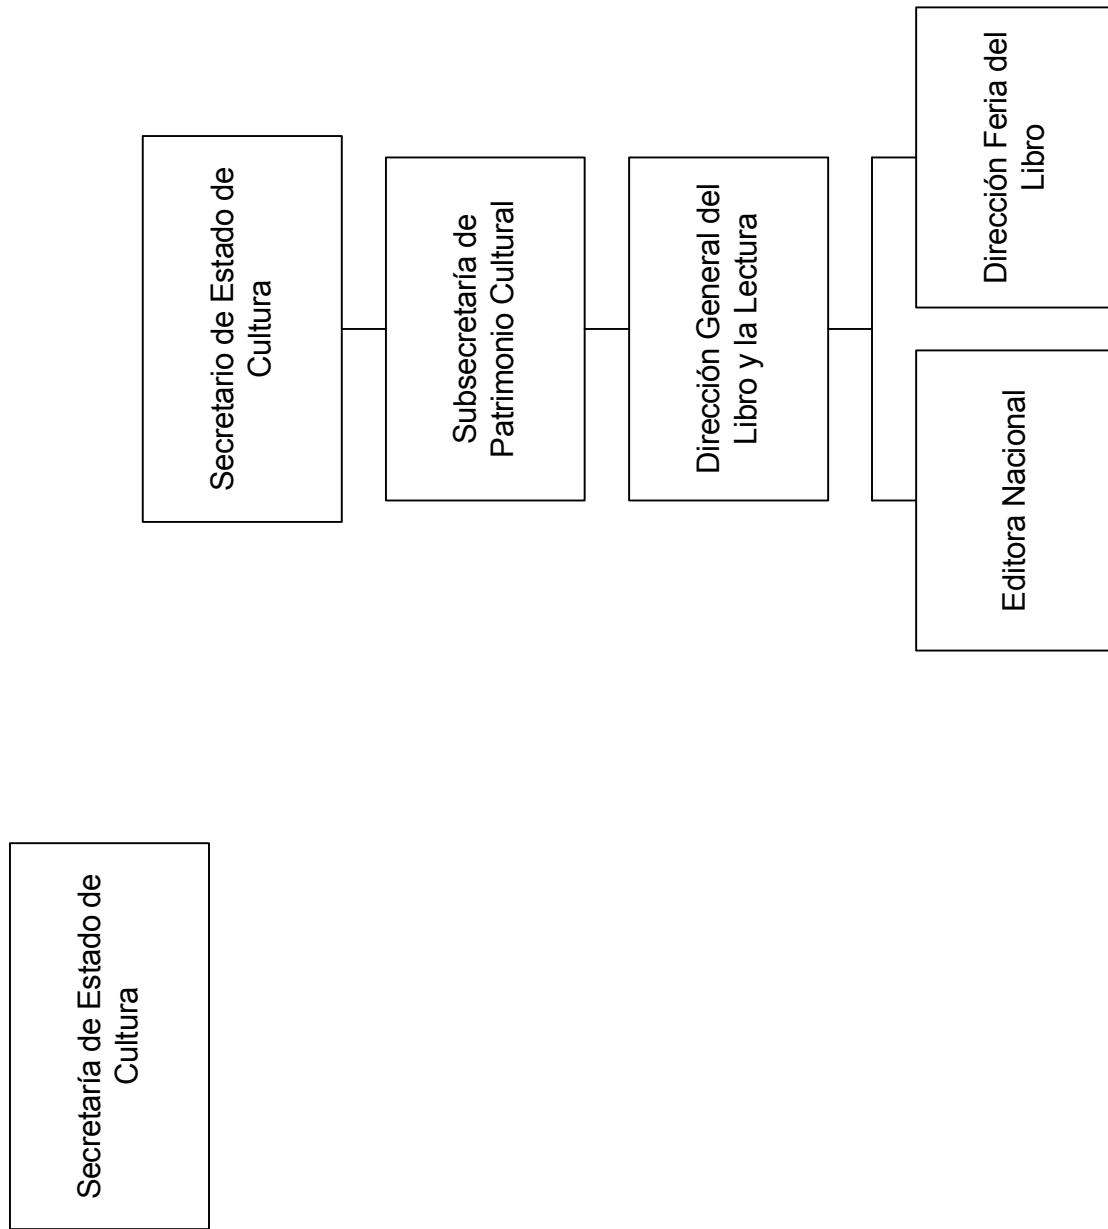 Secretaría de Estado de
Cultura
Secretario de Estado de
Cultura
Subsecretaría de
Patrimonio Cultural
Dirección General del
Libro y la Lectura
Editora Nacional
Dirección Feria del
Libro